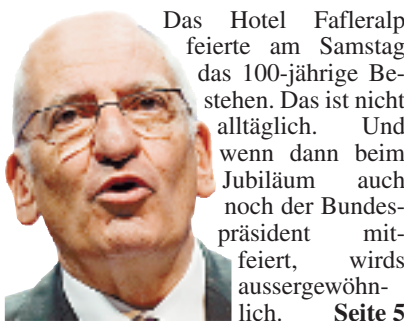 Das Hotel Fafleralp
feierte am Samstag
das 100-jährige Be-
stehen. Das ist nicht
alltäglich. Und
wenn dann beim
Jubiläum auch
noch der Bundes-
präsident mit-
feiert, wirds
aussergewöhn-
lich. Seite 5